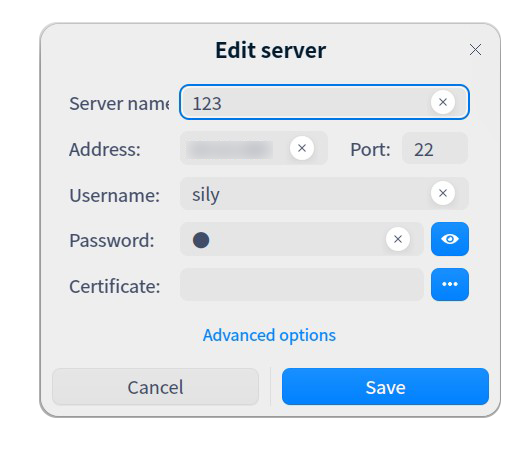 Edit server
Server name 123
Address: Port: 22
Username: sily
Password: ●
Certificate:
Advanced options
Cancel Save